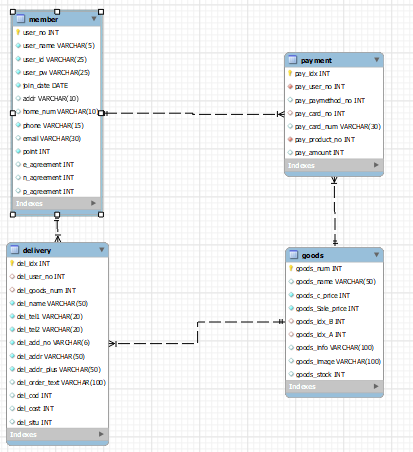 member
user_no INT
user_name VARCHAR(5)
user_id VARCHAR(25)
user_pw VARCHAR(25)
join_date DATE
addr VARCHAR(10)
home_num VARCHAR(10)
phone VARCHAR(15)
email VARCHAR(30)
point INT
e_agreement INT
n_agreement INT
p_agreement INT
Indexes
payment
pay_idx INT
pay_user_no INT
pay_paymethod_no INT
pay_card_no INT
pay_card_num VARCHAR(30)
pay_product_no INT
pay_amount INT
Indexes
delivery
del_idx INT
del_user_no INT
del_goods_num INT
del_name VARCHAR(50)
del_tel1 VARCHAR(20)
del_tel2 VARCHAR(20)
del_add_no VARCHAR(6)
del_addr VARCHAR(50)
del_addr_plus VARCHAR(50)
del_order_text VARCHAR(100)
del_cod INT
del_cost INT
del_situ INT
Indexes
goods
goods_num INT
goods_name VARCHAR(50)
goods_c_price INT
goods_Sale_price INT
goods_idx_B INT
goods_idx_A INT
goods_info VARCHAR(100)
goods_image VARCHAR(100)
goods_stock INT
Indexes